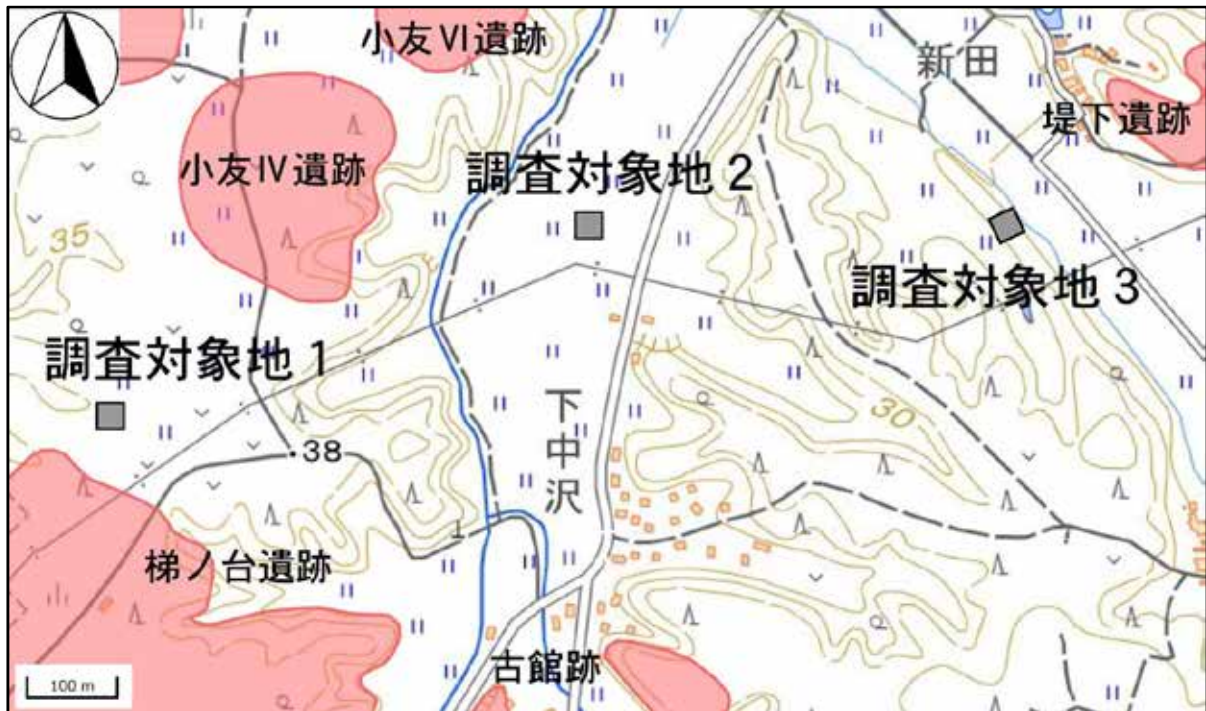 小友Ⅵ遺跡
新田
堤下遺跡
小友Ⅳ遺跡
調査対象地2
35
調査対象地3
調査対象地1
下中沢
30
38
梯ノ台遺跡
古館跡
100 m